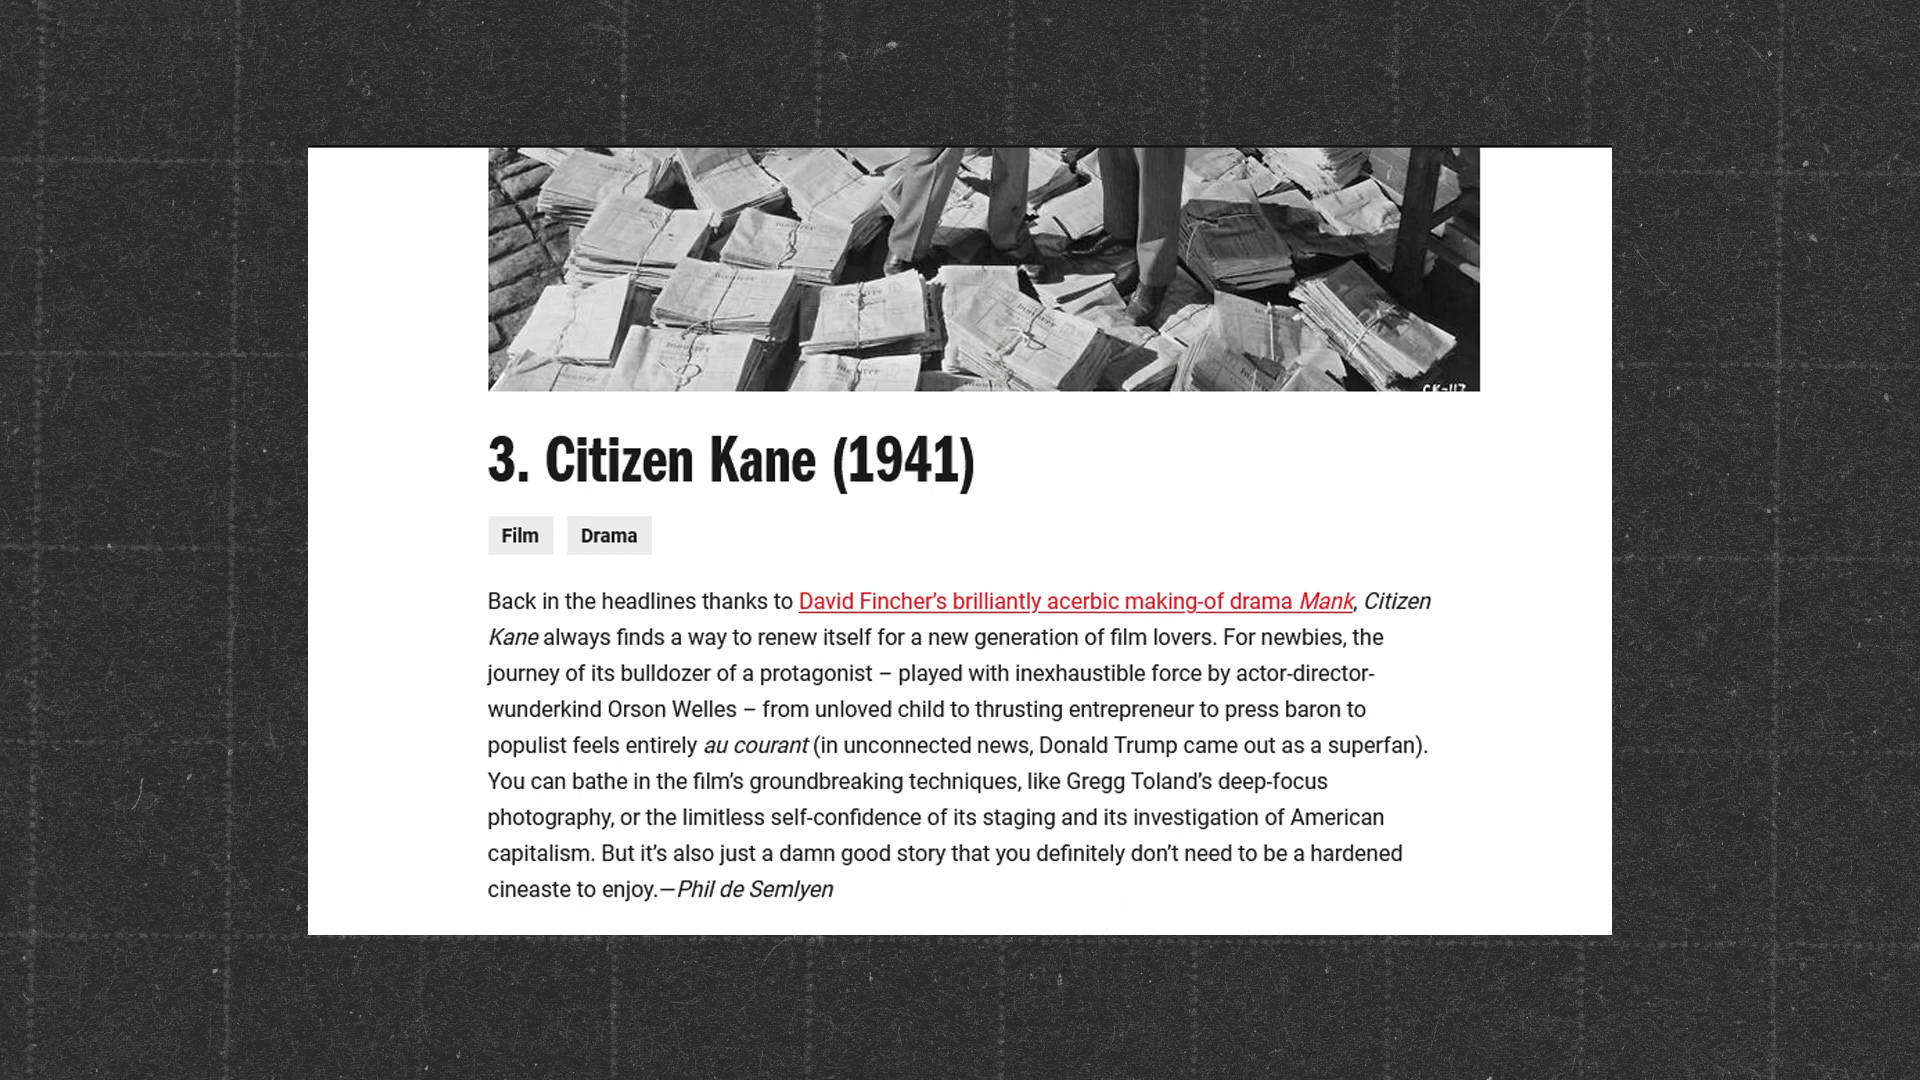 Inquirer
3. Citizen Kane (1941)
Film Drama
Back in the headlines thanks to David Fincher’s brilliantly acerbic making-of drama Mank, Citizen
Kane always finds a way to renew itself for a new generation of film lovers. For newbies, the
journey of its bulldozer of a protagonist – played with inexhaustible force by actor-director-
wunderkind Orson Welles – from unloved child to thrusting entrepreneur to press baron to
populist feels entirely au courant (in unconnected news, Donald Trump came out as a superfan).
You can bathe in the film’s groundbreaking techniques, like Gregg Toland’s deep-focus
photography, or the limitless self-confidence of its staging and its investigation of American
capitalism. But it’s also just a damn good story that you definitely don’t need to be a hardened
cineaste to enjoy.—Phil de Semlyen